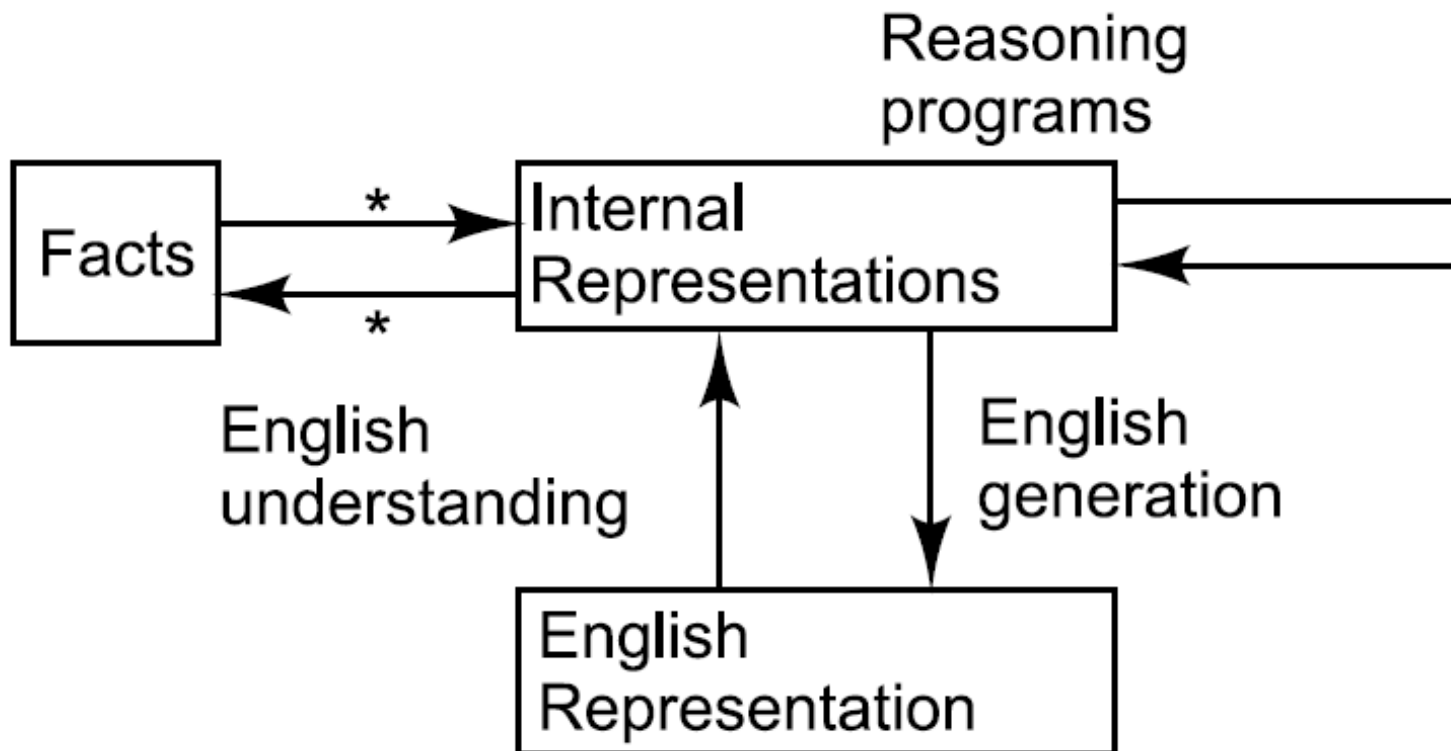 Reasoning
programs
Facts
*
*
Internal
Representations
English
understanding
English
generation
English
Representation